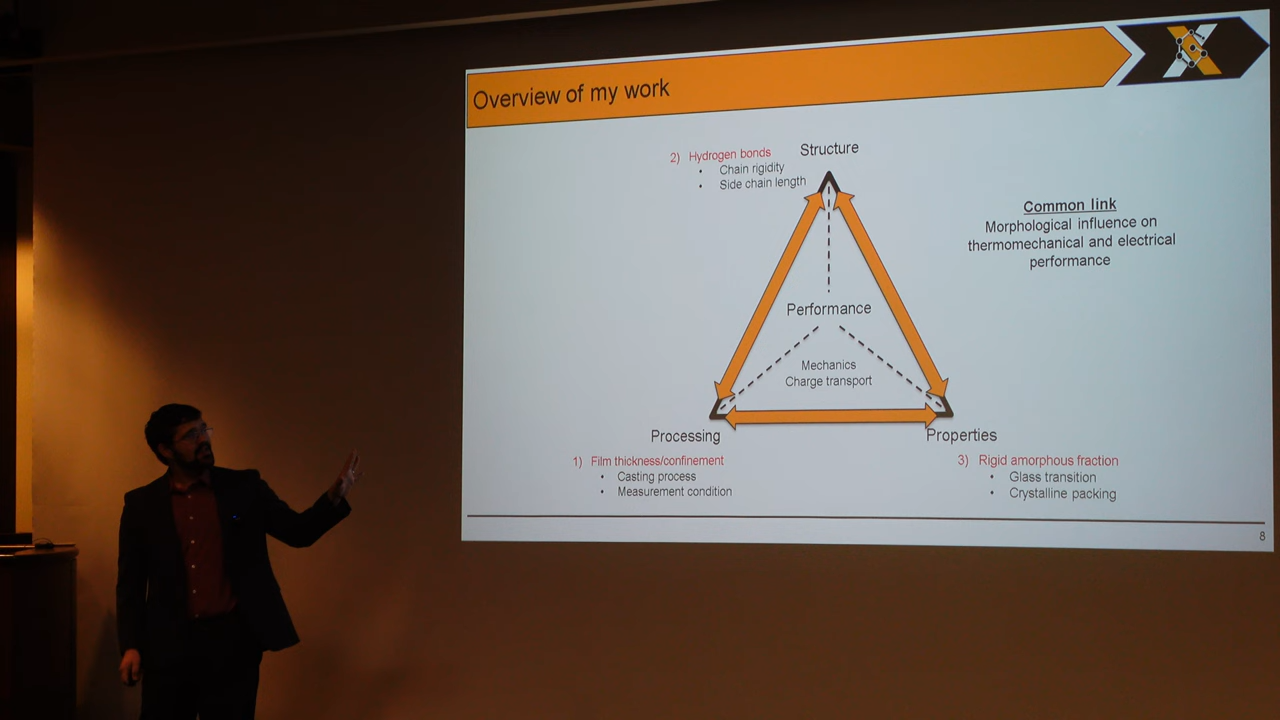 Overview of my work
2) Hydrogen bonds
• Chain rigidity
• Side chain length
Structure
Common link
Morphological influence on
thermomechanical and electrical
performance
Performance
Mechanics
Charge transport
Processing
1) Film thickness/confinement
• Casting process
• Measurement condition
Properties
3) Rigid amorphous fraction
• Glass transition
• Crystalline packing
8